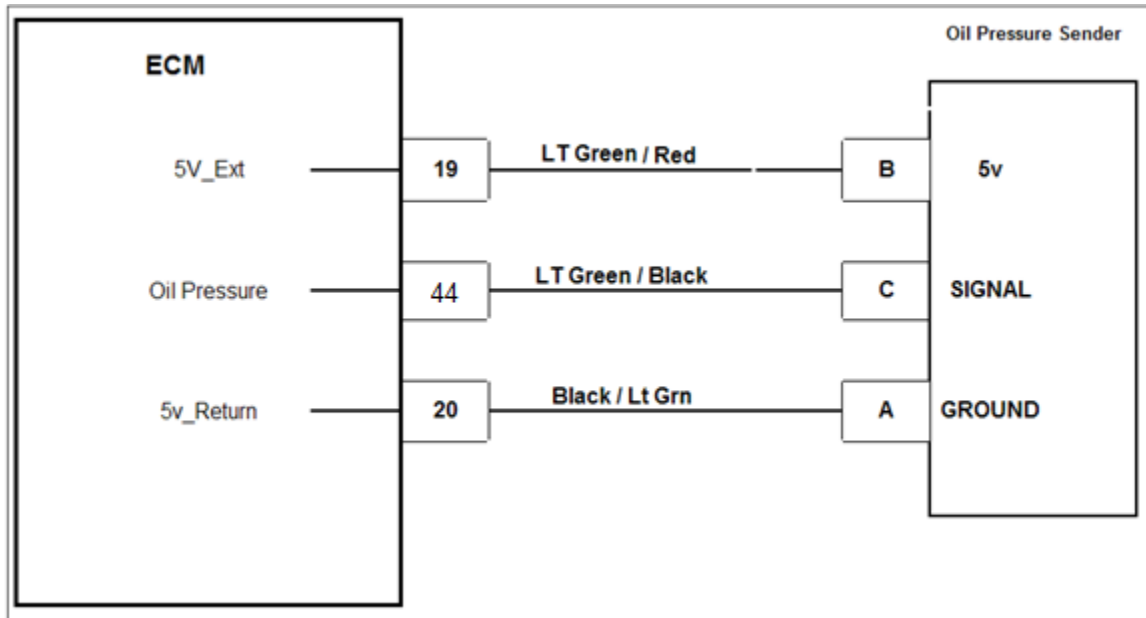 Oil Pressure Sender
ECM
5V_Ext
19
LT Green / Red
B
5v
Oil Pressure
44
LT Green / Black
C
SIGNAL
5v_Return
20
Black / Lt Grn
A
GROUND